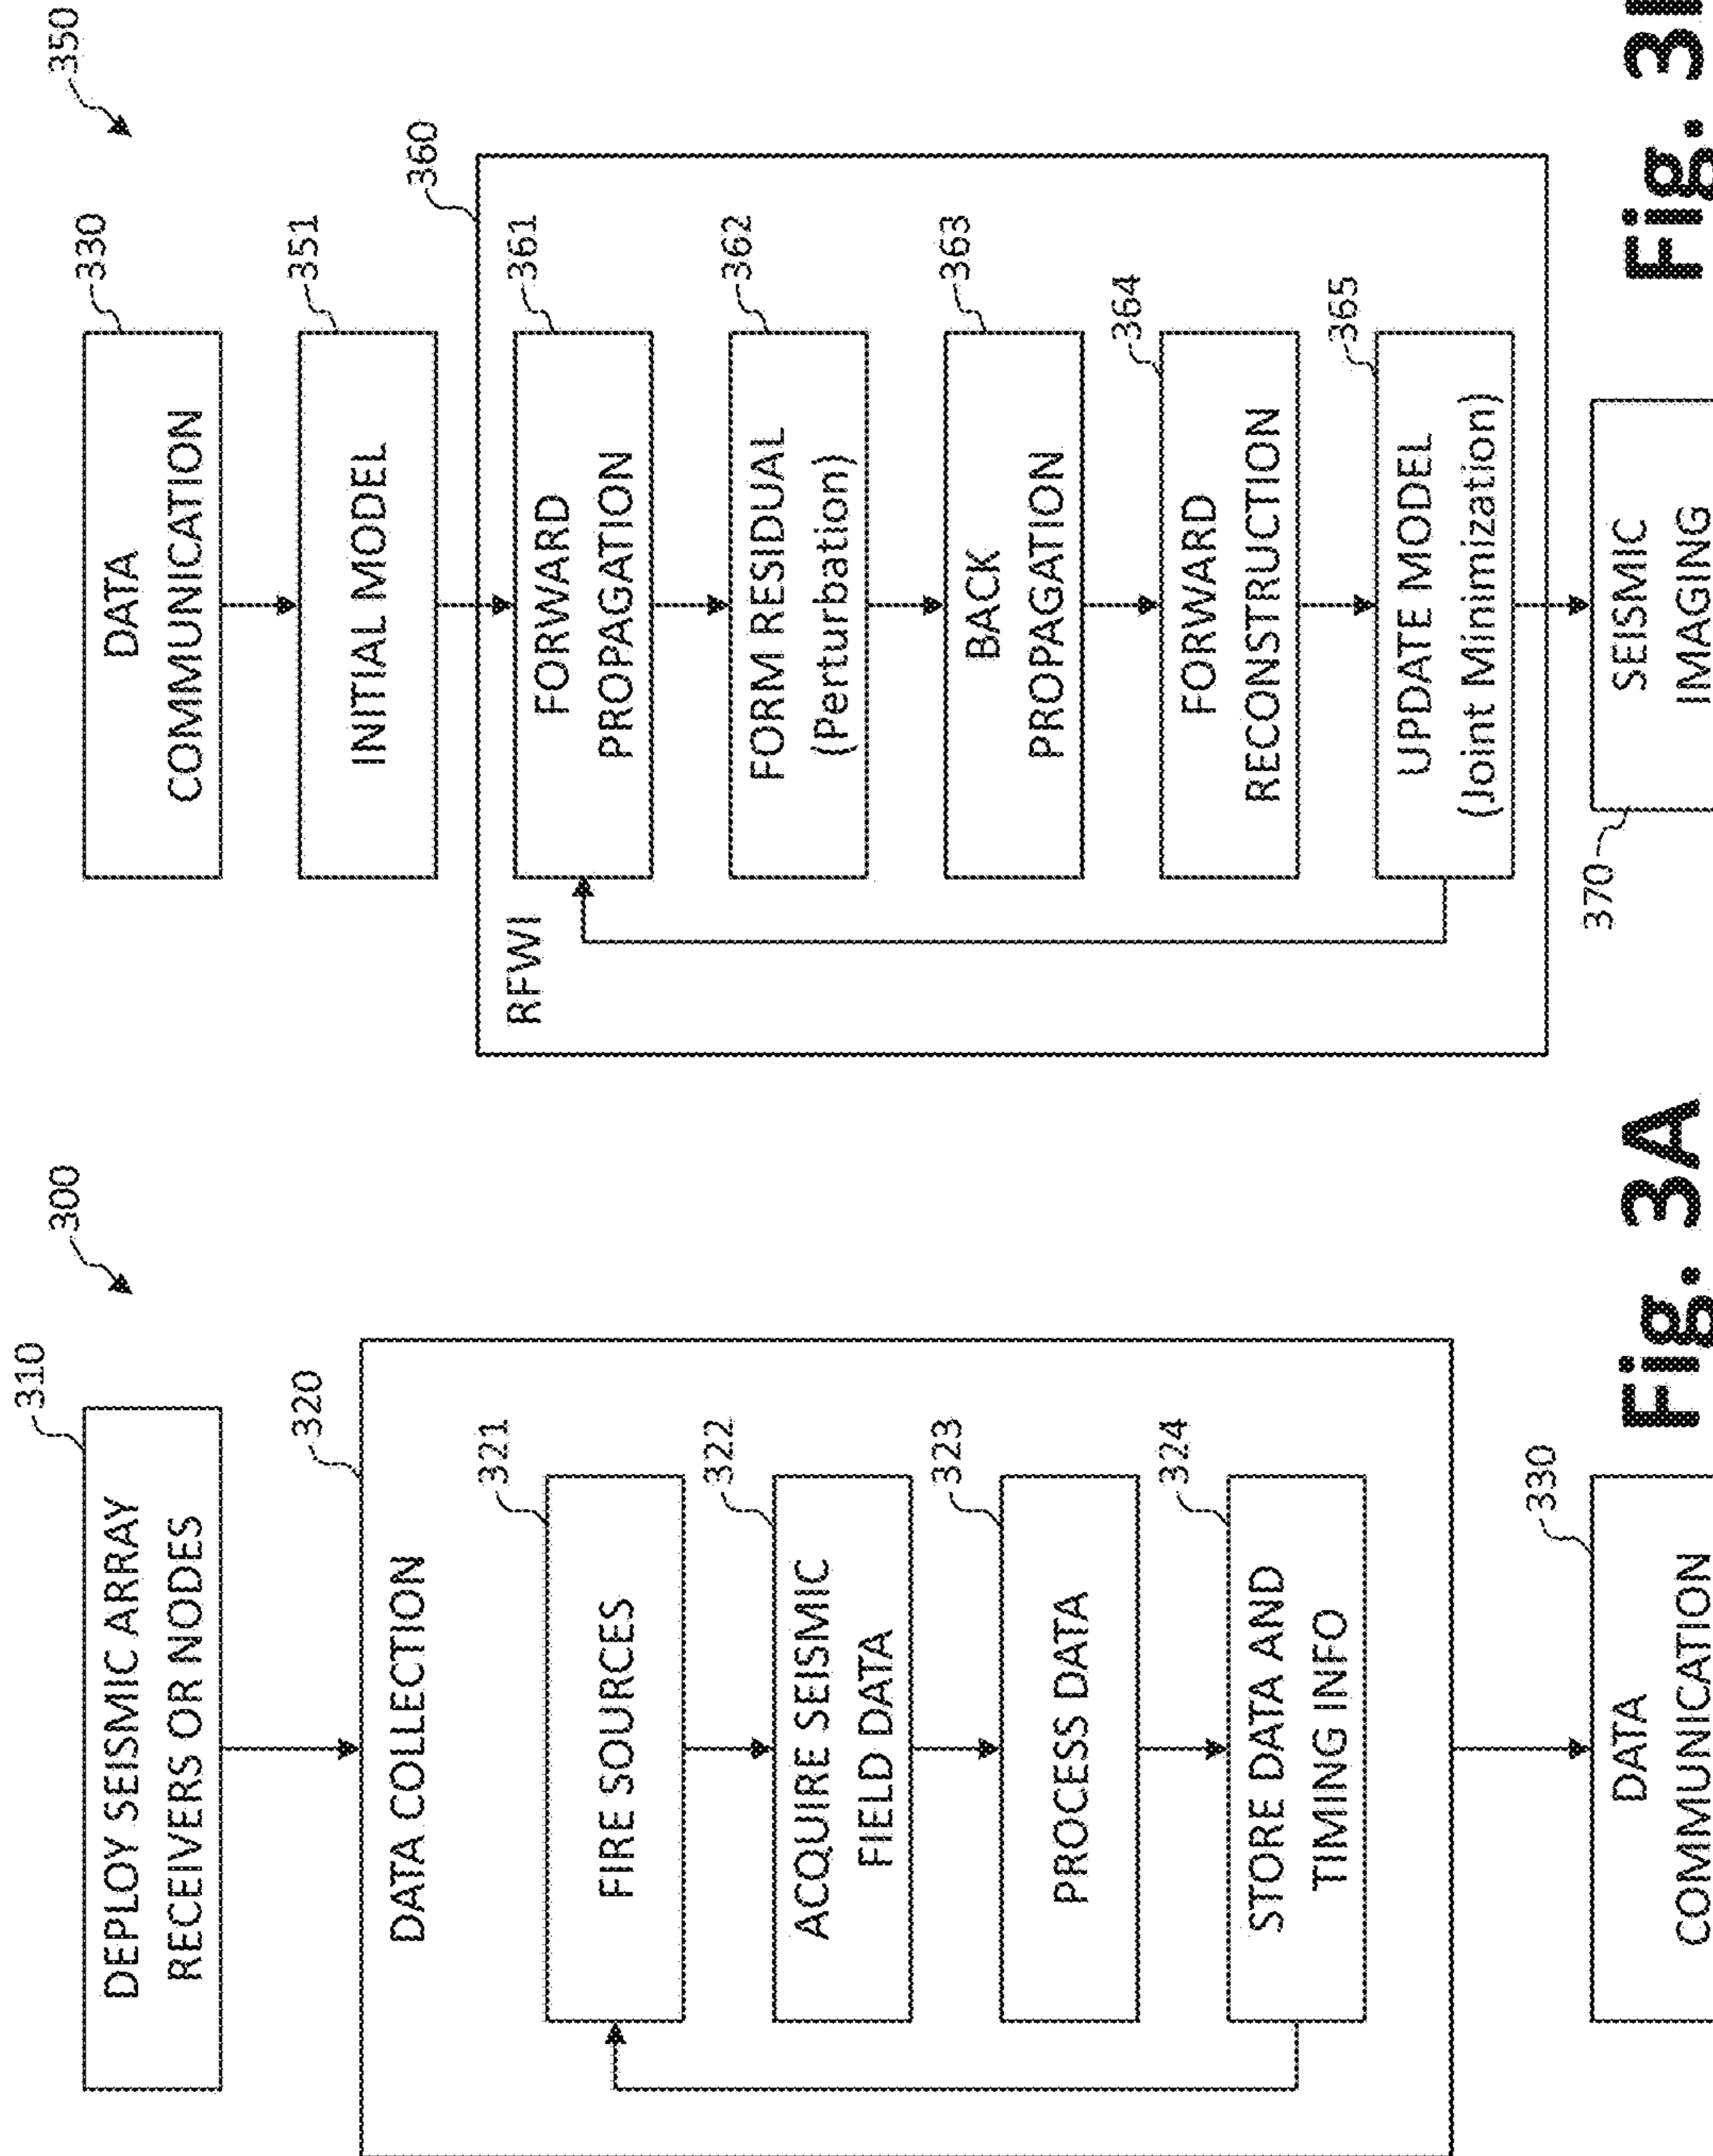 300
310
DEPLOY SEISMIC ARRAY
RECEIVERS OR NODES
320
DATA COLLECTION
321
FIRE SOURCES
322
ACQUIRE SEISMIC
FIELD DATA
323
PROCESS DATA
324
STORE DATA AND
TIMING INFO
330
DATA
COMMUNICATION
Fig. 3A
350
330
DATA
COMMUNICATION
351
INITIAL MODEL
360
RFWI
361
FORWARD
PROPAGATION
362
FORM RESIDUAL
(Perturbation)
363
BACK
PROPAGATION
364
FORWARD
RECONSTRUCTION
365
UPDATE MODEL
(Joint Minimization)
370
SEISMIC
IMAGING
Fig.